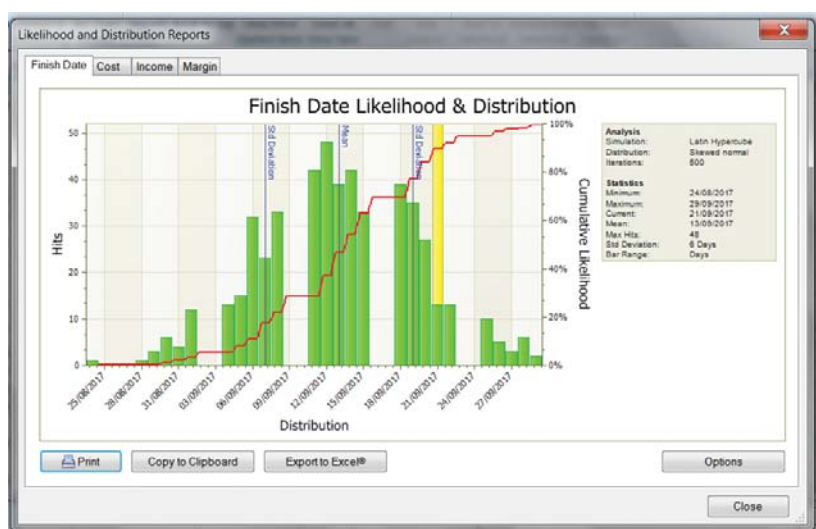 Likelihood and Distribution Reports
Finish Date Cost Income Margin
Finish Date Likelihood & Distribution
50
40
30
20
10
0
Hits
Std Deviation
Mean
Std Deviation
100%
80%
60%
40%
20%
0%
Cumulative Likelihood
25/08/2017
28/08/2017
31/08/2017
03/09/2017
06/09/2017
09/09/2017
12/09/2017
15/09/2017
18/09/2017
21/09/2017
24/09/2017
27/09/2017
Distribution
Analysis
Simulation: Latin Hypercube
Distribution: Skewed normal
Iterations: 500
Statistics
Minimum: 24/08/2017
Maximum: 29/09/2017
Current: 21/09/2017
Mean: 13/09/2017
Max Hits: 48
Std Deviation: 6 Days
Bar Range: Days
Print Copy to Clipboard Export to Excel® Options
Close